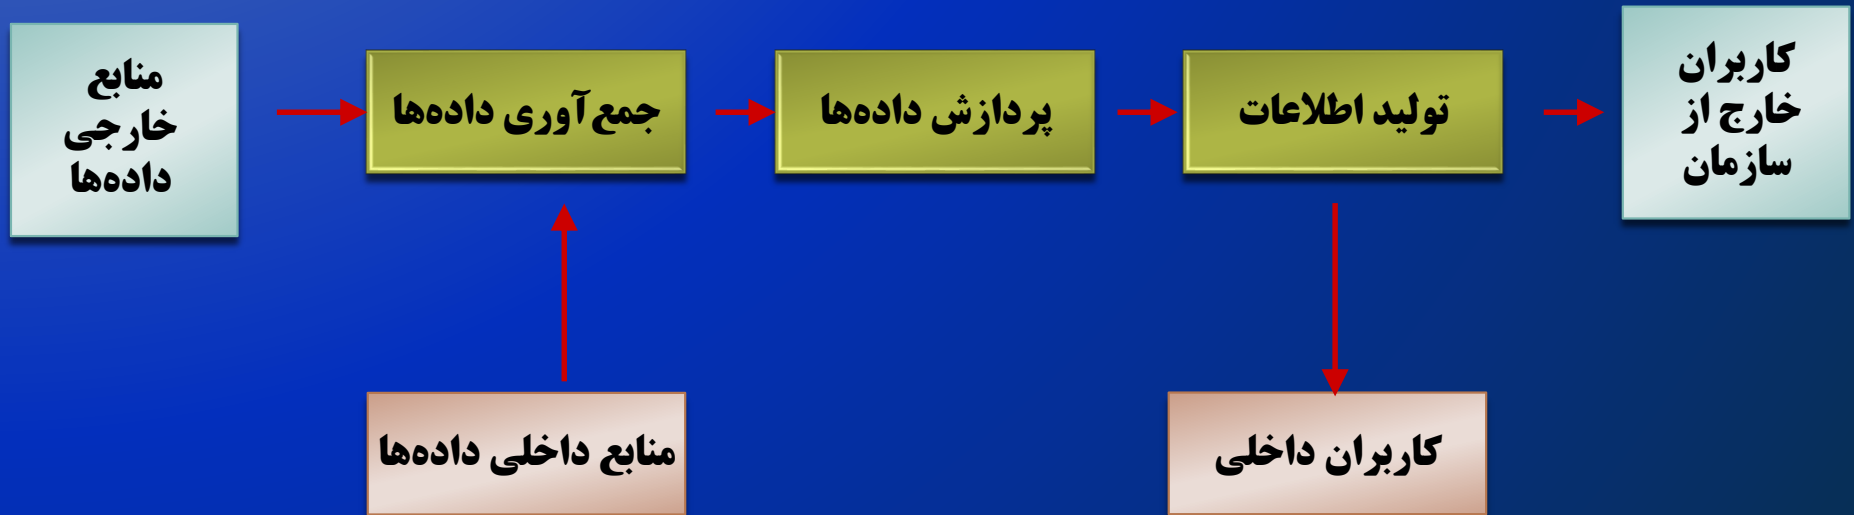 منابع
خارجی
داده‌ها
جمع‌آوری داده‌ها
پردازش داده‌ها
تولید اطلاعات
کاربران
خارج از
سازمان
منابع داخلی داده‌ها
کاربران داخلی